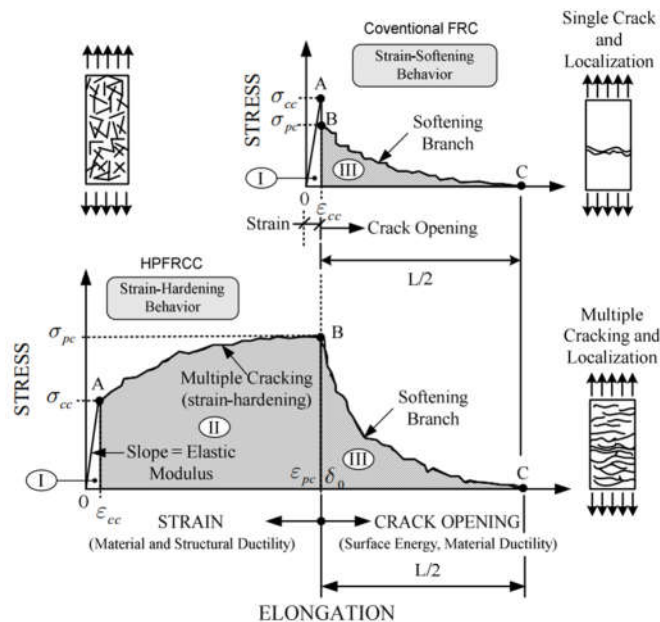 Coventional FRC
Strain-Softening
Behavior
Single Crack
and
Localization
STRESS
A
σcc
σpc
B
Softening
Branch
I
III
C
0
εcc
Strain
Crack Opening
L/2
HPFRCC
Strain-Hardening
Behavior
STRESS
σpc
B
Multiple
Cracking and
Localization
A
σcc
Multiple Cracking
(strain-hardening)
Softening
Branch
II
Slope = Elastic
Modulus
I
III
C
εpc
δ0
0
εcc
STRAIN
CRACK OPENING
(Material and Structural Ductility)
(Surface Energy, Material Ductility)
L/2
ELONGATION